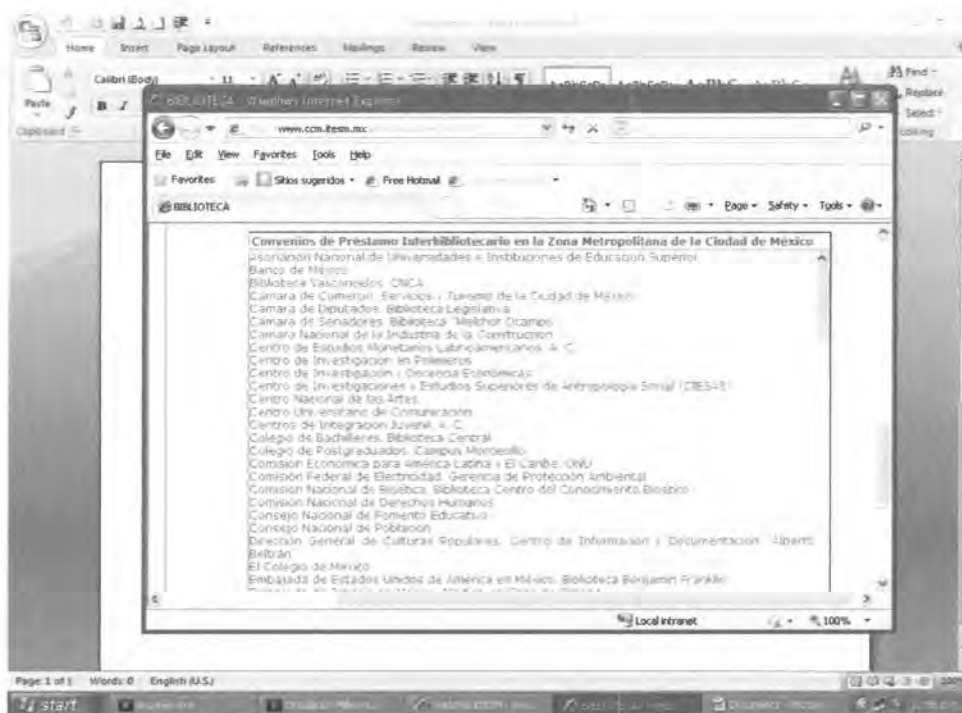 Home Insert Page Layout References Mailings Review View
Calibri (Body) 11
Find
Paste
B I
Replace
Select
Clipboard
BIBLIOTECA - Windows Internet Explorer
www.ccm.itesm.mx
File Edit View Favorites Tools Help
Favorites Sitios sugeridos Free Hotmail
BIBLIOTECA
Page Safety Tools
Convenios de Préstamo Interbibliotecario en la Zona Metropolitana de la Ciudad de México
Asociación Nacional de Universidades e Instituciones de Educación Superior
Banco de México
Biblioteca Vasconcelos. CNCA
Cámara de Comercio, Servicios y Turismo de la Ciudad de México
Cámara de Diputados. Biblioteca Legislativa
Cámara de Senadores. Biblioteca "Melchor Ocampo
Cámara Nacional de la Industria de la Construcción
Centro de Estudios Monetarios Latinoamericanos, A. C.
Centro de Investigación en Polímeros
Centro de Investigación y Docencia Económicas
Centro de Investigaciones y Estudios Superiores de Antropología Social (CIESAS)
Centro Nacional de las Artes
Centro Universitario de Comunicación
Centros de Integración Juvenil, A. C.
Colegio de Bachilleres. Biblioteca Central
Colegio de Postgraduados. Campus Montecillo
Comisión Económica para América Latina y El Caribe. ONU
Comisión Federal de Electricidad. Gerencia de Protección Ambiental
Comisión Nacional de Bioética. Biblioteca Centro del Conocimiento Bioético
Comisión Nacional de Derechos Humanos
Consejo Nacional de Fomento Educativo
Consejo Nacional de Población
Dirección General de Culturas Populares. Centro de Información y Documentación "Alberto
Beltrán
El Colegio de México
Embajada de Estados Unidos de América en México. Biblioteca Benjamín Franklin
Local intranet 100%
Page: 1 of 1 Words: 0 English (U.S.) 100%
start